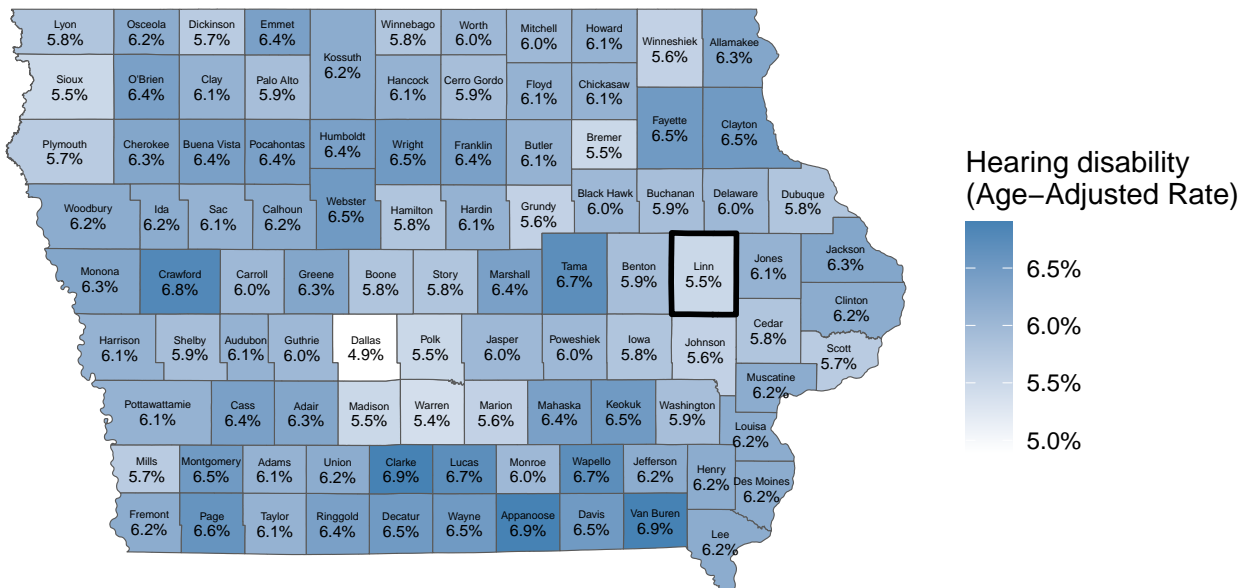 Lyon
5.8%
Osceola
6.2%
Dickinson
5.7%
Emmet
6.4%
Kossuth
6.2%
Winnebago
5.8%
Worth
6.0%
Mitchell
6.0%
Howard
6.1%
Winneshiek
5.6%
Allamakee
6.3%
Sioux
5.5%
O'Brien
6.4%
Clay
6.1%
Palo Alto
5.9%
Hancock
6.1%
Cerro Gordo
5.9%
Floyd
6.1%
Chickasaw
6.1%
Fayette
6.5%
Clayton
6.5%
Plymouth
5.7%
Cherokee
6.3%
Buena Vista
6.4%
Pocahontas
6.4%
Humboldt
6.4%
Wright
6.5%
Franklin
6.4%
Butler
6.1%
Bremer
5.5%
Woodbury
6.2%
Ida
6.2%
Sac
6.1%
Calhoun
6.2%
Webster
6.5%
Hamilton
5.8%
Hardin
6.1%
Grundy
5.6%
Black Hawk
6.0%
Buchanan
5.9%
Delaware
6.0%
Dubuque
5.8%
Monona
6.3%
Crawford
6.8%
Carroll
6.0%
Greene
6.3%
Boone
5.8%
Story
5.8%
Marshall
6.4%
Tama
6.7%
Benton
5.9%
Linn
5.5%
Jones
6.1%
Jackson
6.3%
Clinton
6.2%
Harrison
6.1%
Shelby
5.9%
Audubon
6.1%
Guthrie
6.0%
Dallas
4.9%
Polk
5.5%
Jasper
6.0%
Poweshiek
6.0%
Iowa
5.8%
Johnson
5.6%
Cedar
5.8%
Scott
5.7%
Muscatine
6.2%
Pottawattamie
6.1%
Cass
6.4%
Adair
6.3%
Madison
5.5%
Warren
5.4%
Marion
5.6%
Mahaska
6.4%
Keokuk
6.5%
Washington
5.9%
Louisa
6.2%
Mills
5.7%
Montgomery
6.5%
Adams
6.1%
Union
6.2%
Clarke
6.9%
Lucas
6.7%
Monroe
6.0%
Wapello
6.7%
Jefferson
6.2%
Henry
6.2%
Des Moines
6.2%
Fremont
6.2%
Page
6.6%
Taylor
6.1%
Ringgold
6.4%
Decatur
6.5%
Wayne
6.5%
Appanoose
6.9%
Davis
6.5%
Van Buren
6.9%
Lee
6.2%
Hearing disability
(Age−Adjusted Rate)
6.5%
6.0%
5.5%
5.0%